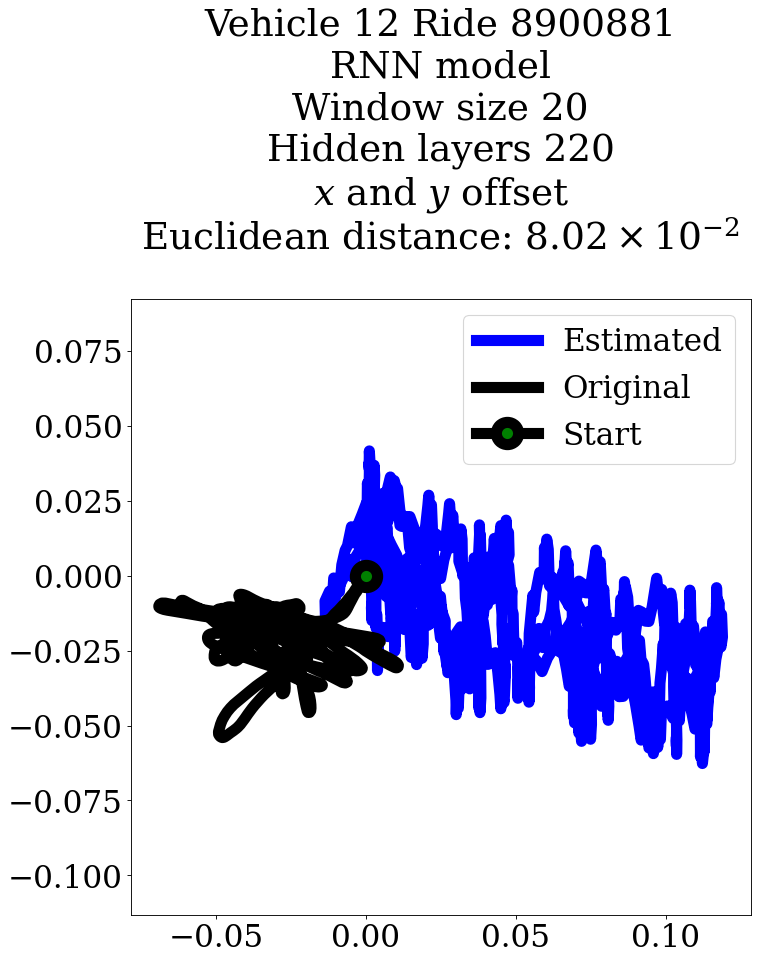 Vehicle 12 Ride 8900881
RNN model
Window size 20
Hidden layers 220
x and y offset
Euclidean distance: 8.02 × 10⁻²
Estimated
Original
Start
0.075
0.050
0.025
0.000
−0.025
−0.050
−0.075
−0.100
−0.05 0.00 0.05 0.10